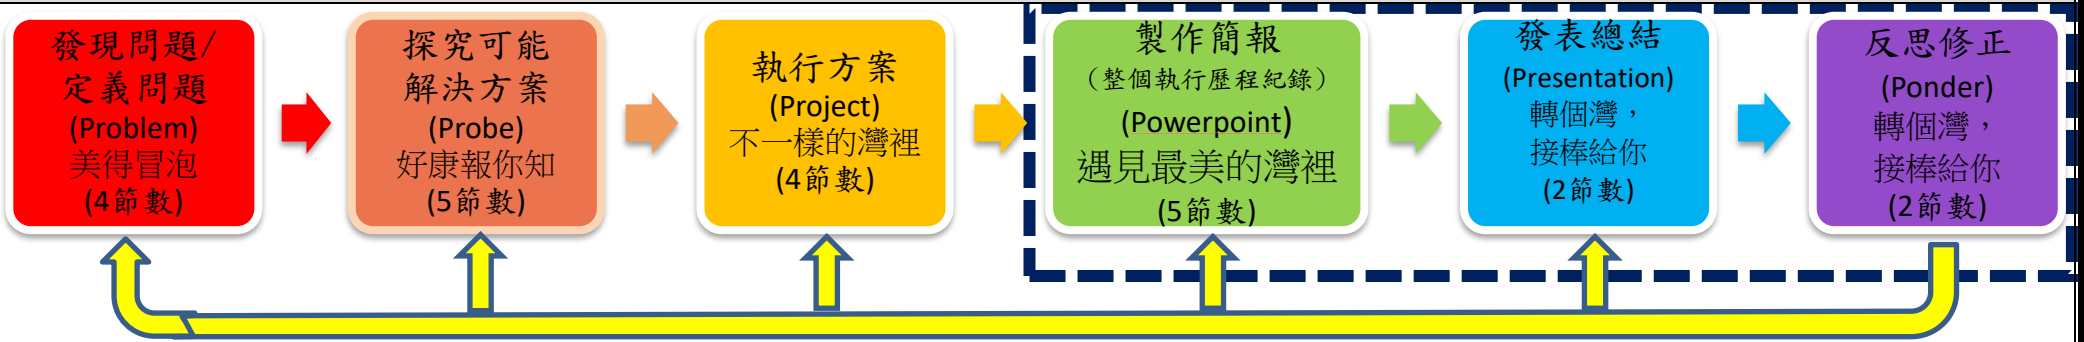 發現問題/
定義問題
(Problem)
美得冒泡
(4節數)
探究可能
解決方案
(Probe)
好康報你知
(5節數)
執行方案
(Project)
不一樣的灣裡
(4節數)
製作簡報
（整個執行歷程紀錄）
(Powerpoint)
遇見最美的灣裡
(5節數)
發表總結
(Presentation)
轉個灣，
接棒給你
(2節數)
反思修正
(Ponder)
轉個灣，
接棒給你
(2節數)